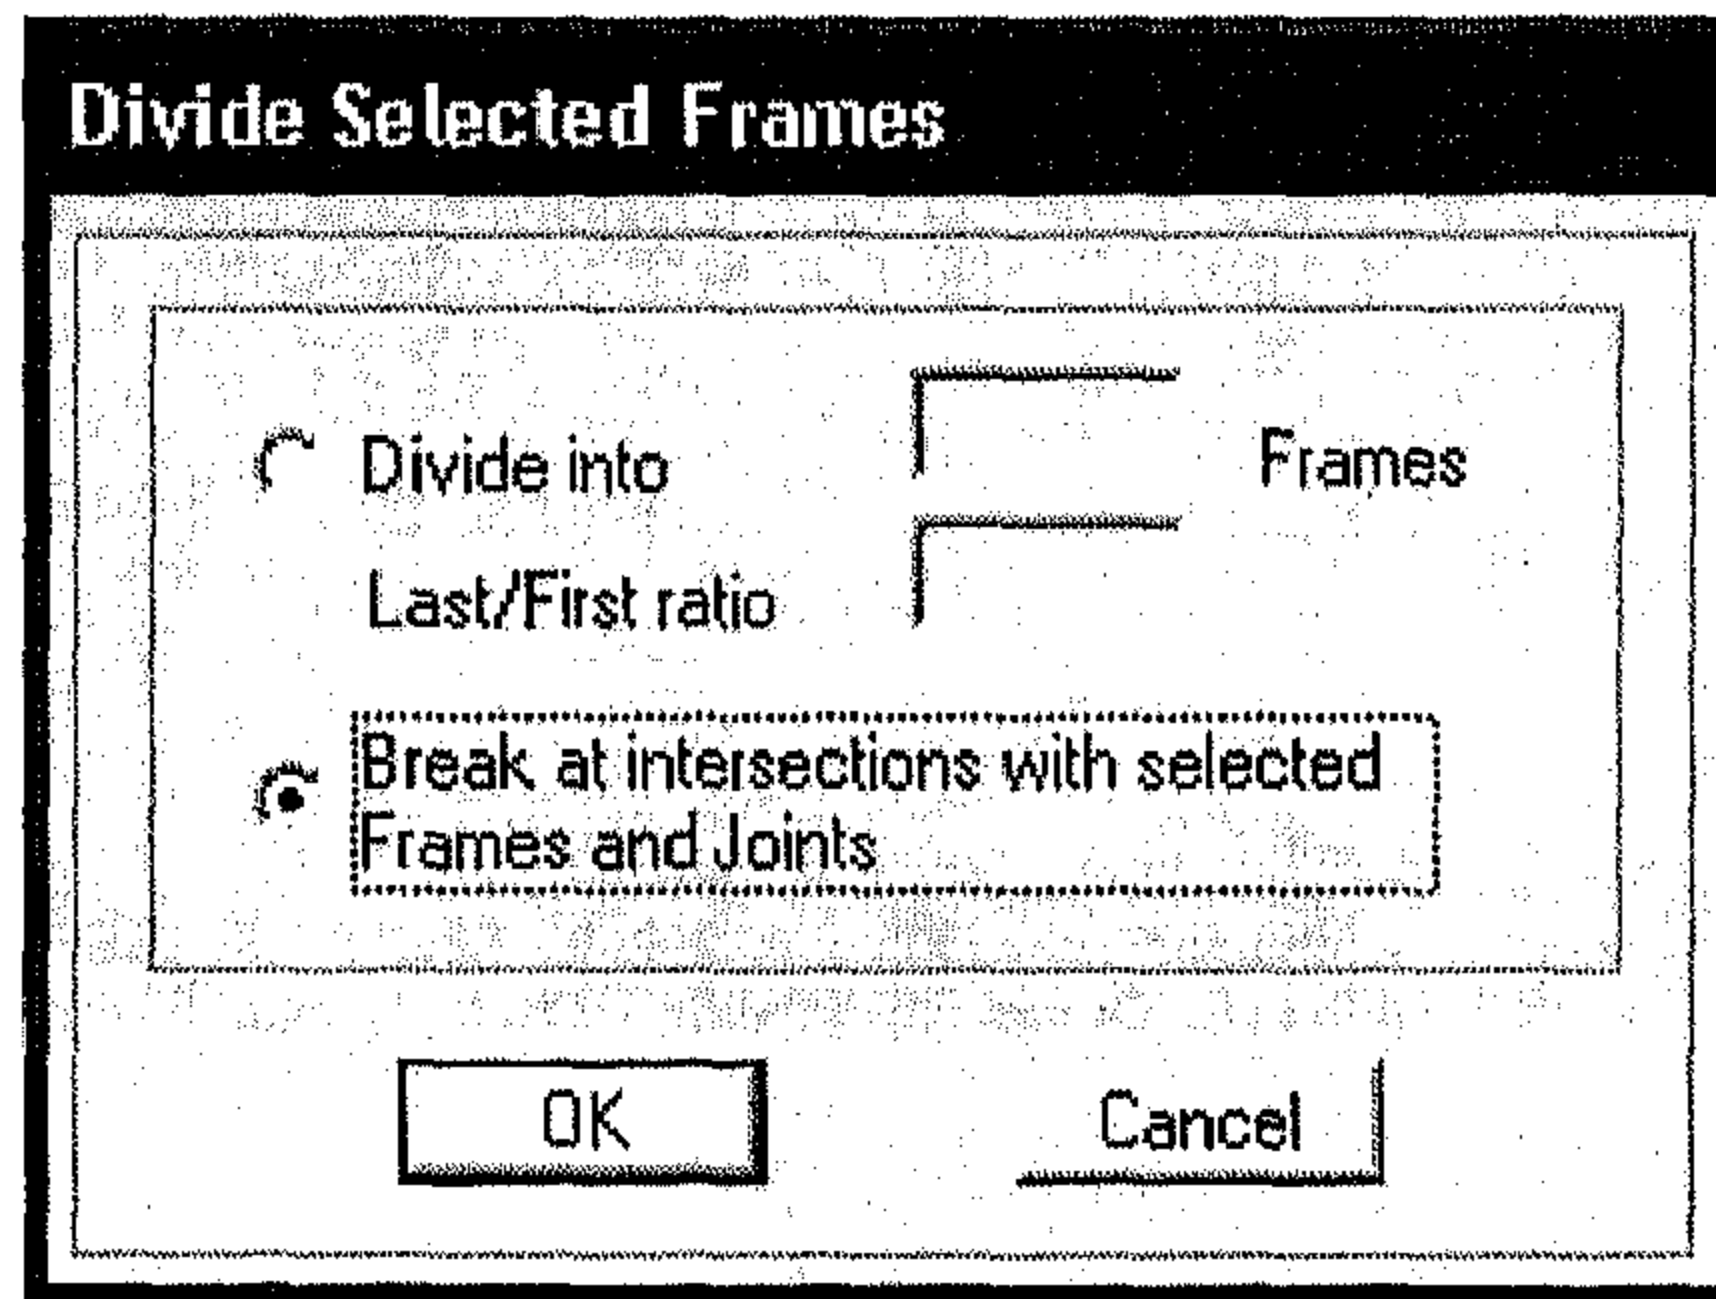 Divide Selected Frames
Divide into Frames
Last/First ratio
Break at intersections with selected
Frames and Joints
OK Cancel